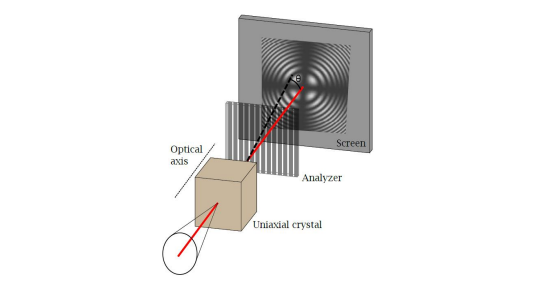 θ
Screen
Optical
axis
Analyzer
Uniaxial crystal